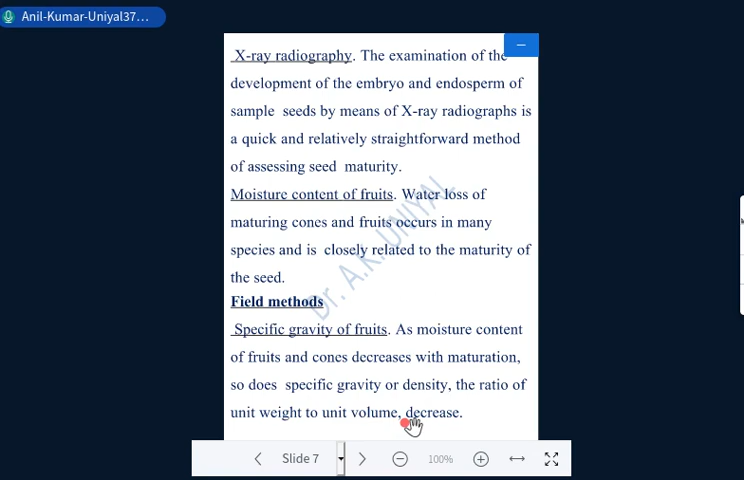 Anil-Kumar-Uniyal37...
X-ray radiography. The examination of the
development of the embryo and endosperm of
sample seeds by means of X-ray radiographs is
a quick and relatively straightforward method
of assessing seed maturity.
Moisture content of fruits. Water loss of
maturing cones and fruits occurs in many
species and is closely related to the maturity of
the seed.
Dr. A.K. UNIYAL
Field methods
Specific gravity of fruits. As moisture content
of fruits and cones decreases with maturation,
so does specific gravity or density, the ratio of
unit weight to unit volume, decrease.
Slide 7
100%